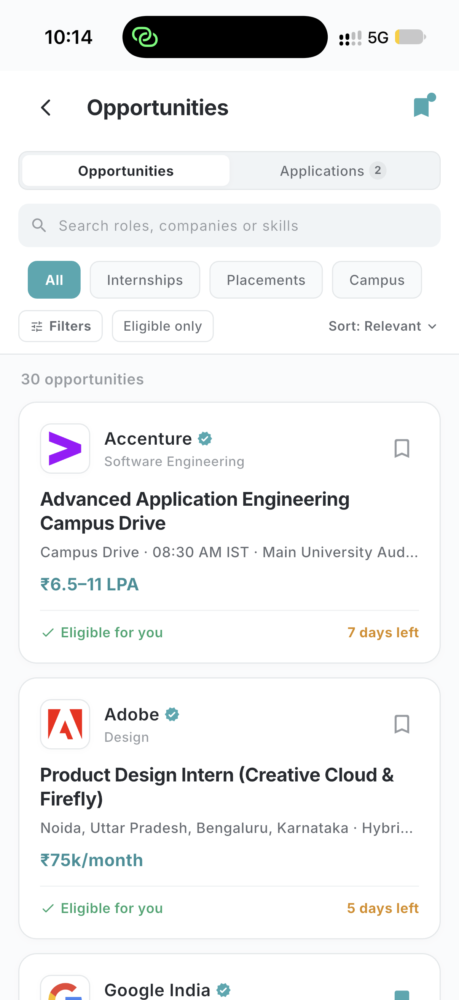 10:14
5G
Opportunities
Opportunities
Applications 2
Search roles, companies or skills
All
Internships
Placements
Campus
Filters
Eligible only
Sort: Relevant
30 opportunities
Accenture
Software Engineering
Advanced Application Engineering
Campus Drive
Campus Drive · 08:30 AM IST · Main University Aud...
₹6.5–11 LPA
Eligible for you
7 days left
Adobe
Design
Product Design Intern (Creative Cloud &
Firefly)
Noida, Uttar Pradesh, Bengaluru, Karnataka · Hybri...
₹75k/month
Eligible for you
5 days left
Google India